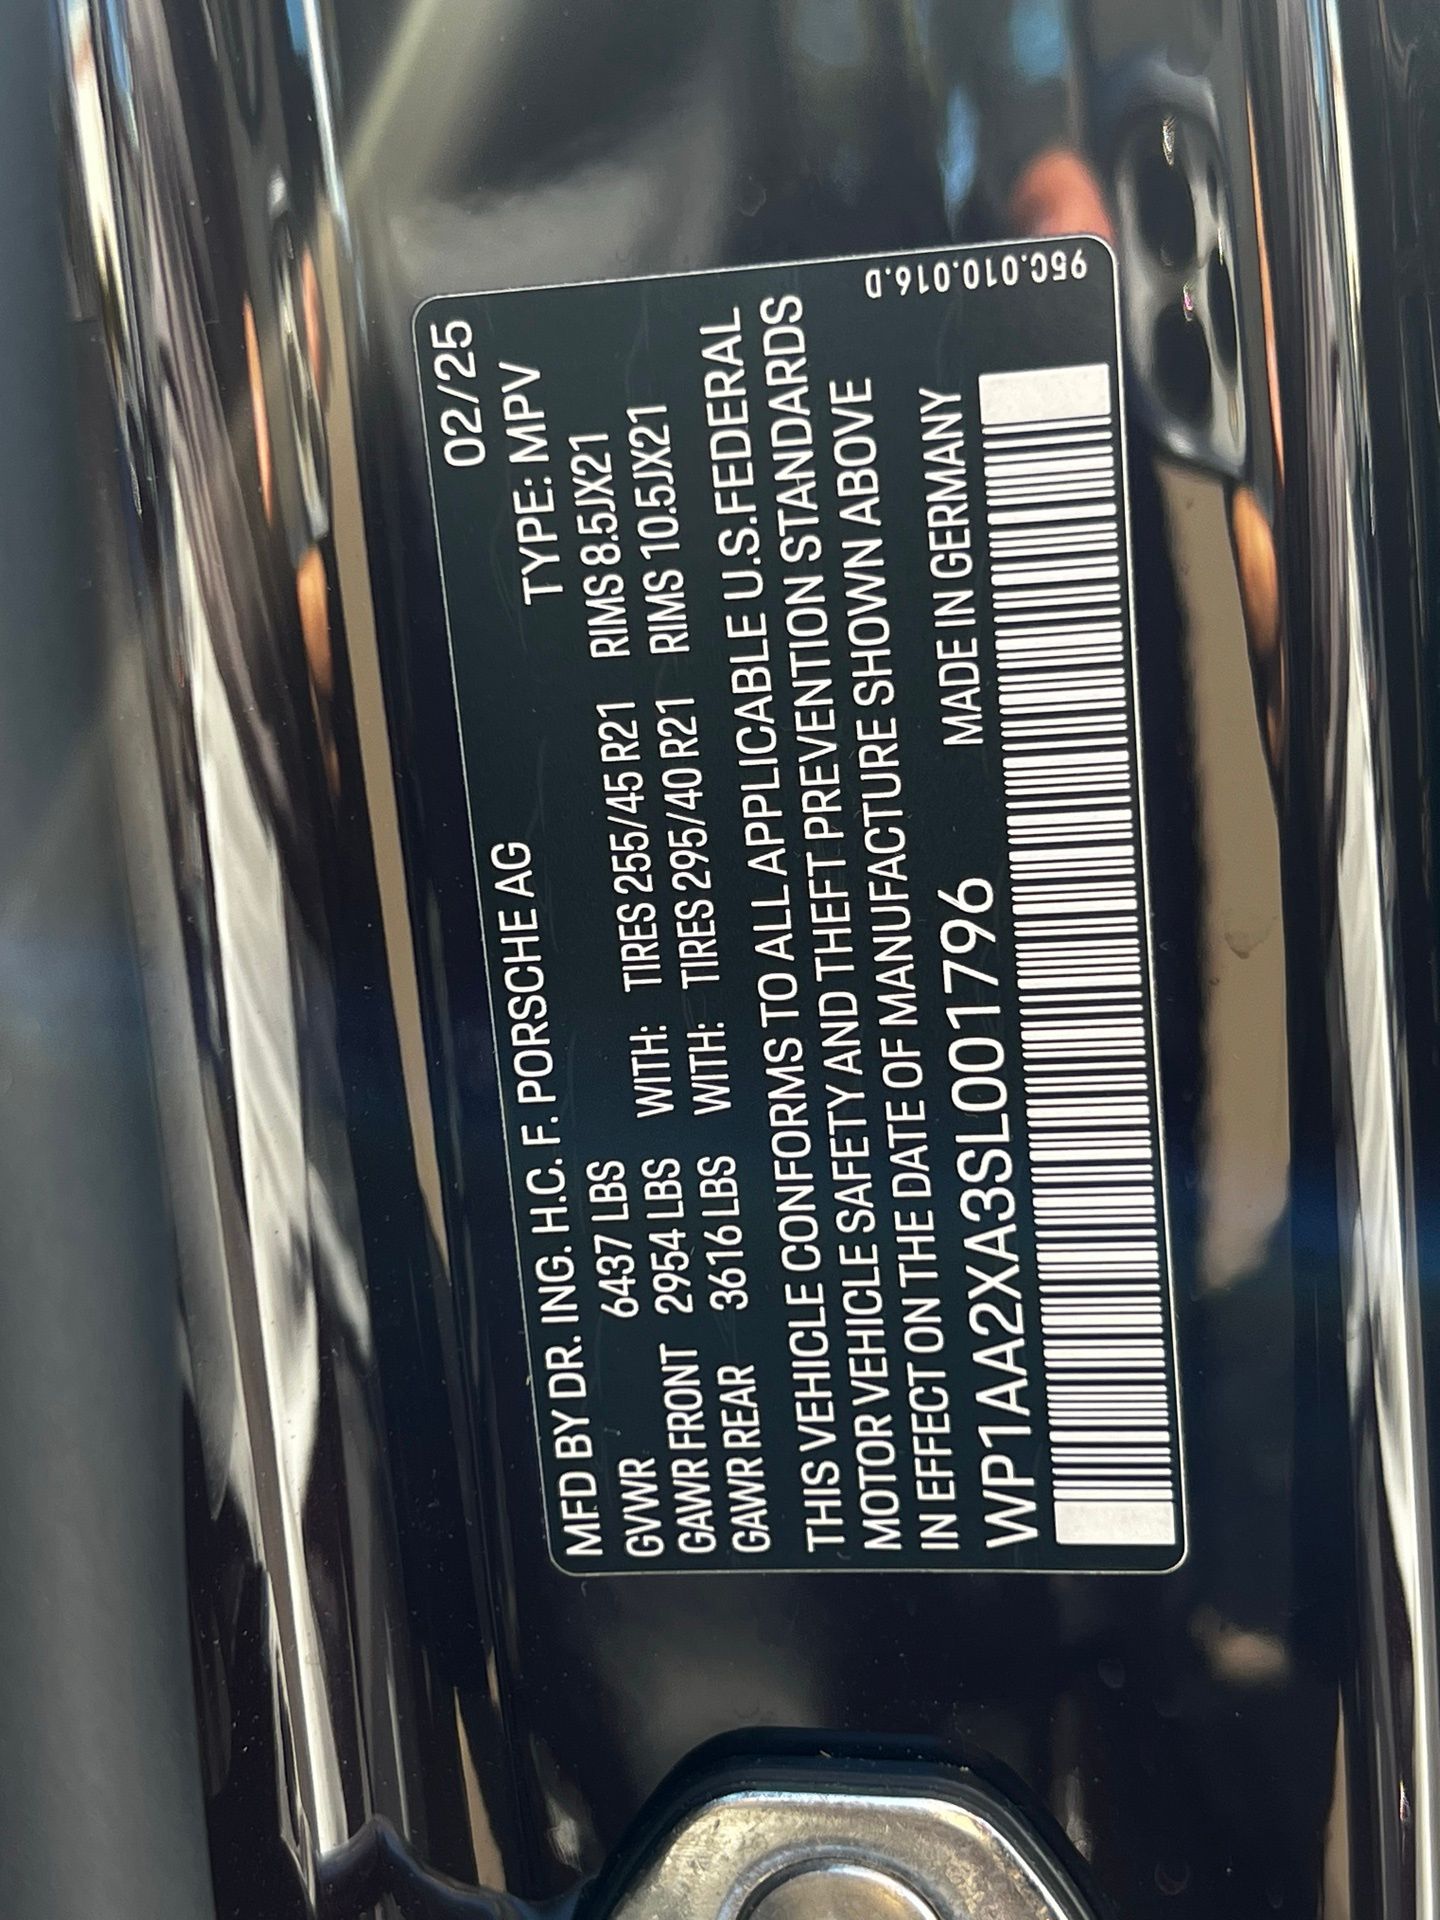 MFD BY DR. ING. H.C. F. PORSCHE AG 02/25
TYPE: MPV
GVWR 6437 LBS WITH: TIRES 255/45 R21 RIMS 8.5JX21
GAWR FRONT 2954 LBS WITH: TIRES 295/40 R21 RIMS 10.5JX21
GAWR REAR 3616 LBS
THIS VEHICLE CONFORMS TO ALL APPLICABLE U.S. FEDERAL
MOTOR VEHICLE SAFETY AND THEFT PREVENTION STANDARDS
IN EFFECT ON THE DATE OF MANUFACTURE SHOWN ABOVE
WP1AA2XA3SL001796 MADE IN GERMANY
95C.010.016.D